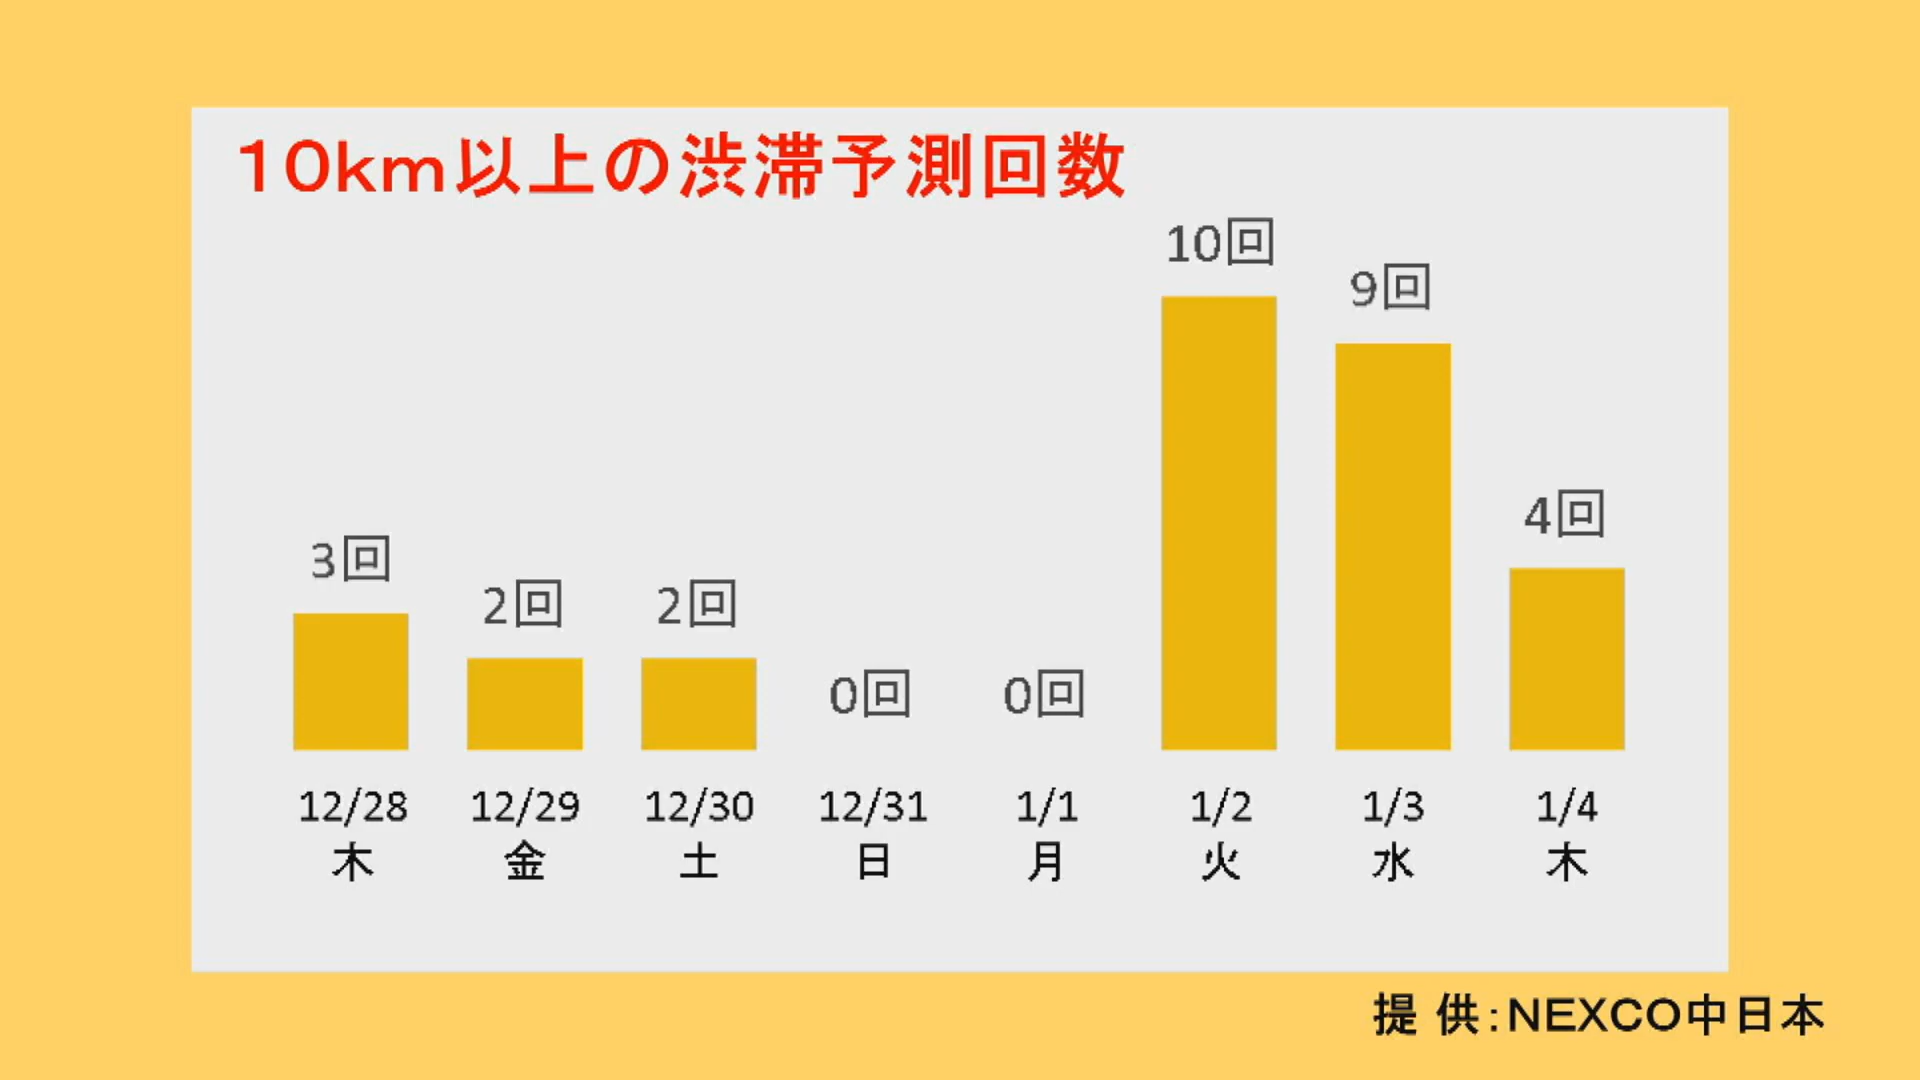 10km以上の渋滞予測回数
10回
9回
4回
3回
2回
2回
0回
0回
12/28 12/29 12/30 12/31 1/1 1/2 1/3 1/4
木 金 土 日 月 火 水 木
提供:NEXCO中日本